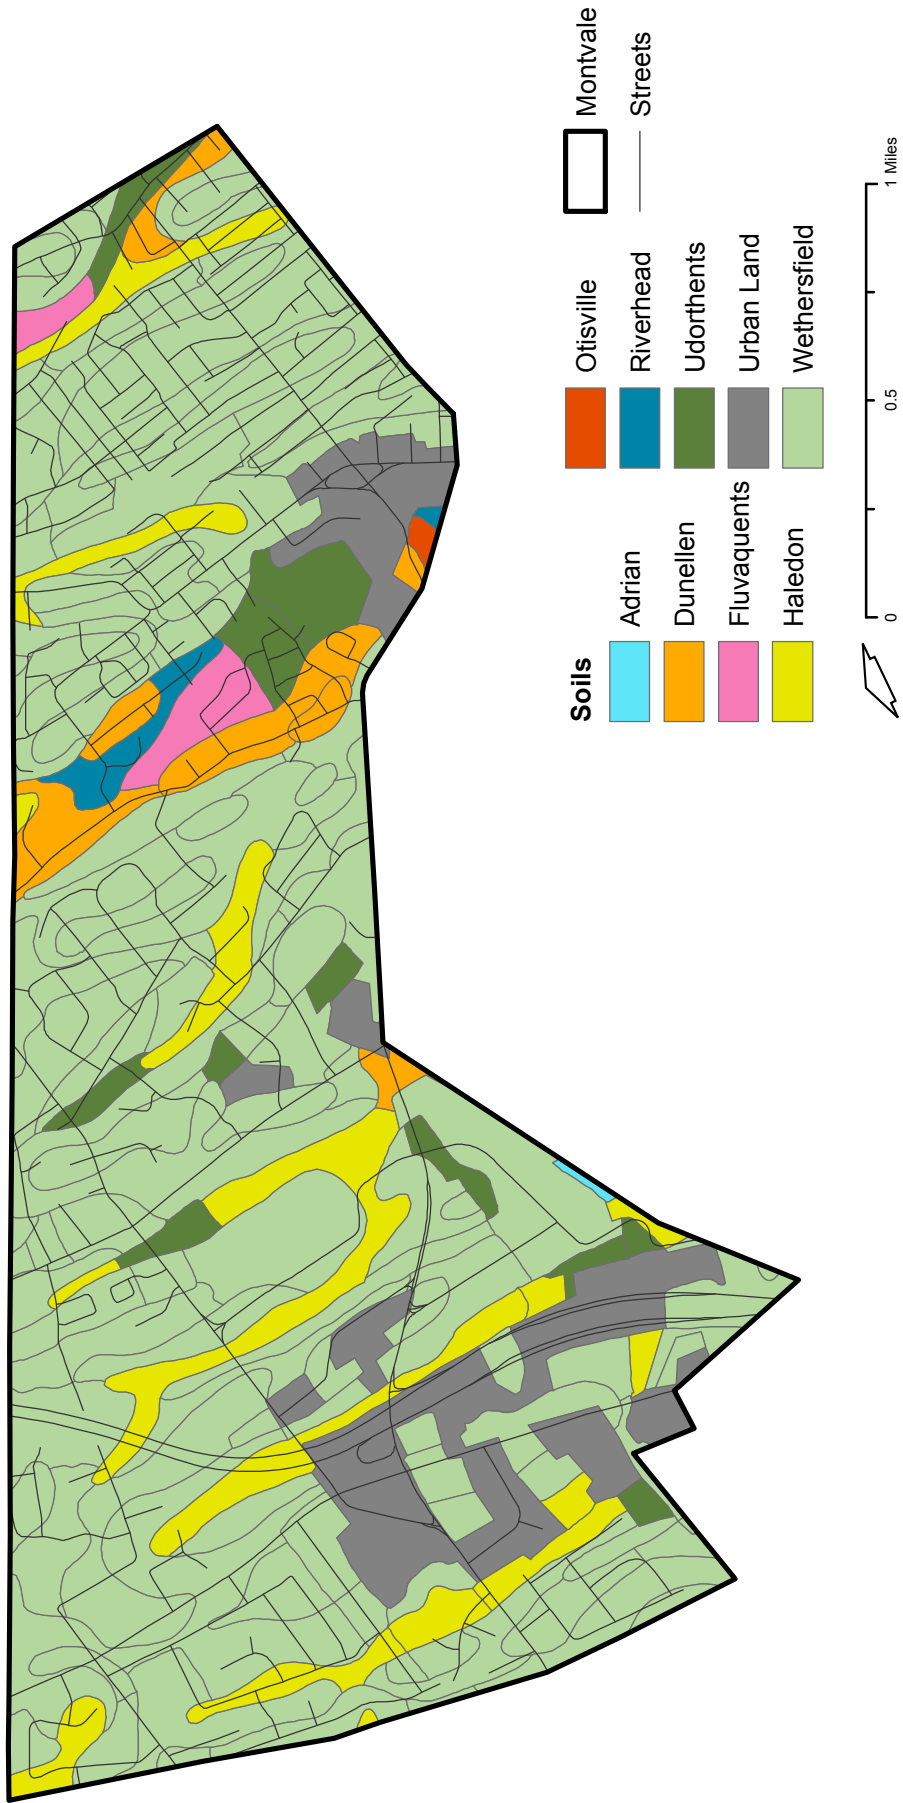 Soils
Adrian
Dunellen
Fluvaquents
Haledon
Otisville
Riverhead
Udorthents
Urban Land
Wethersfield
Montvale
Streets
0 0.5 1 Miles